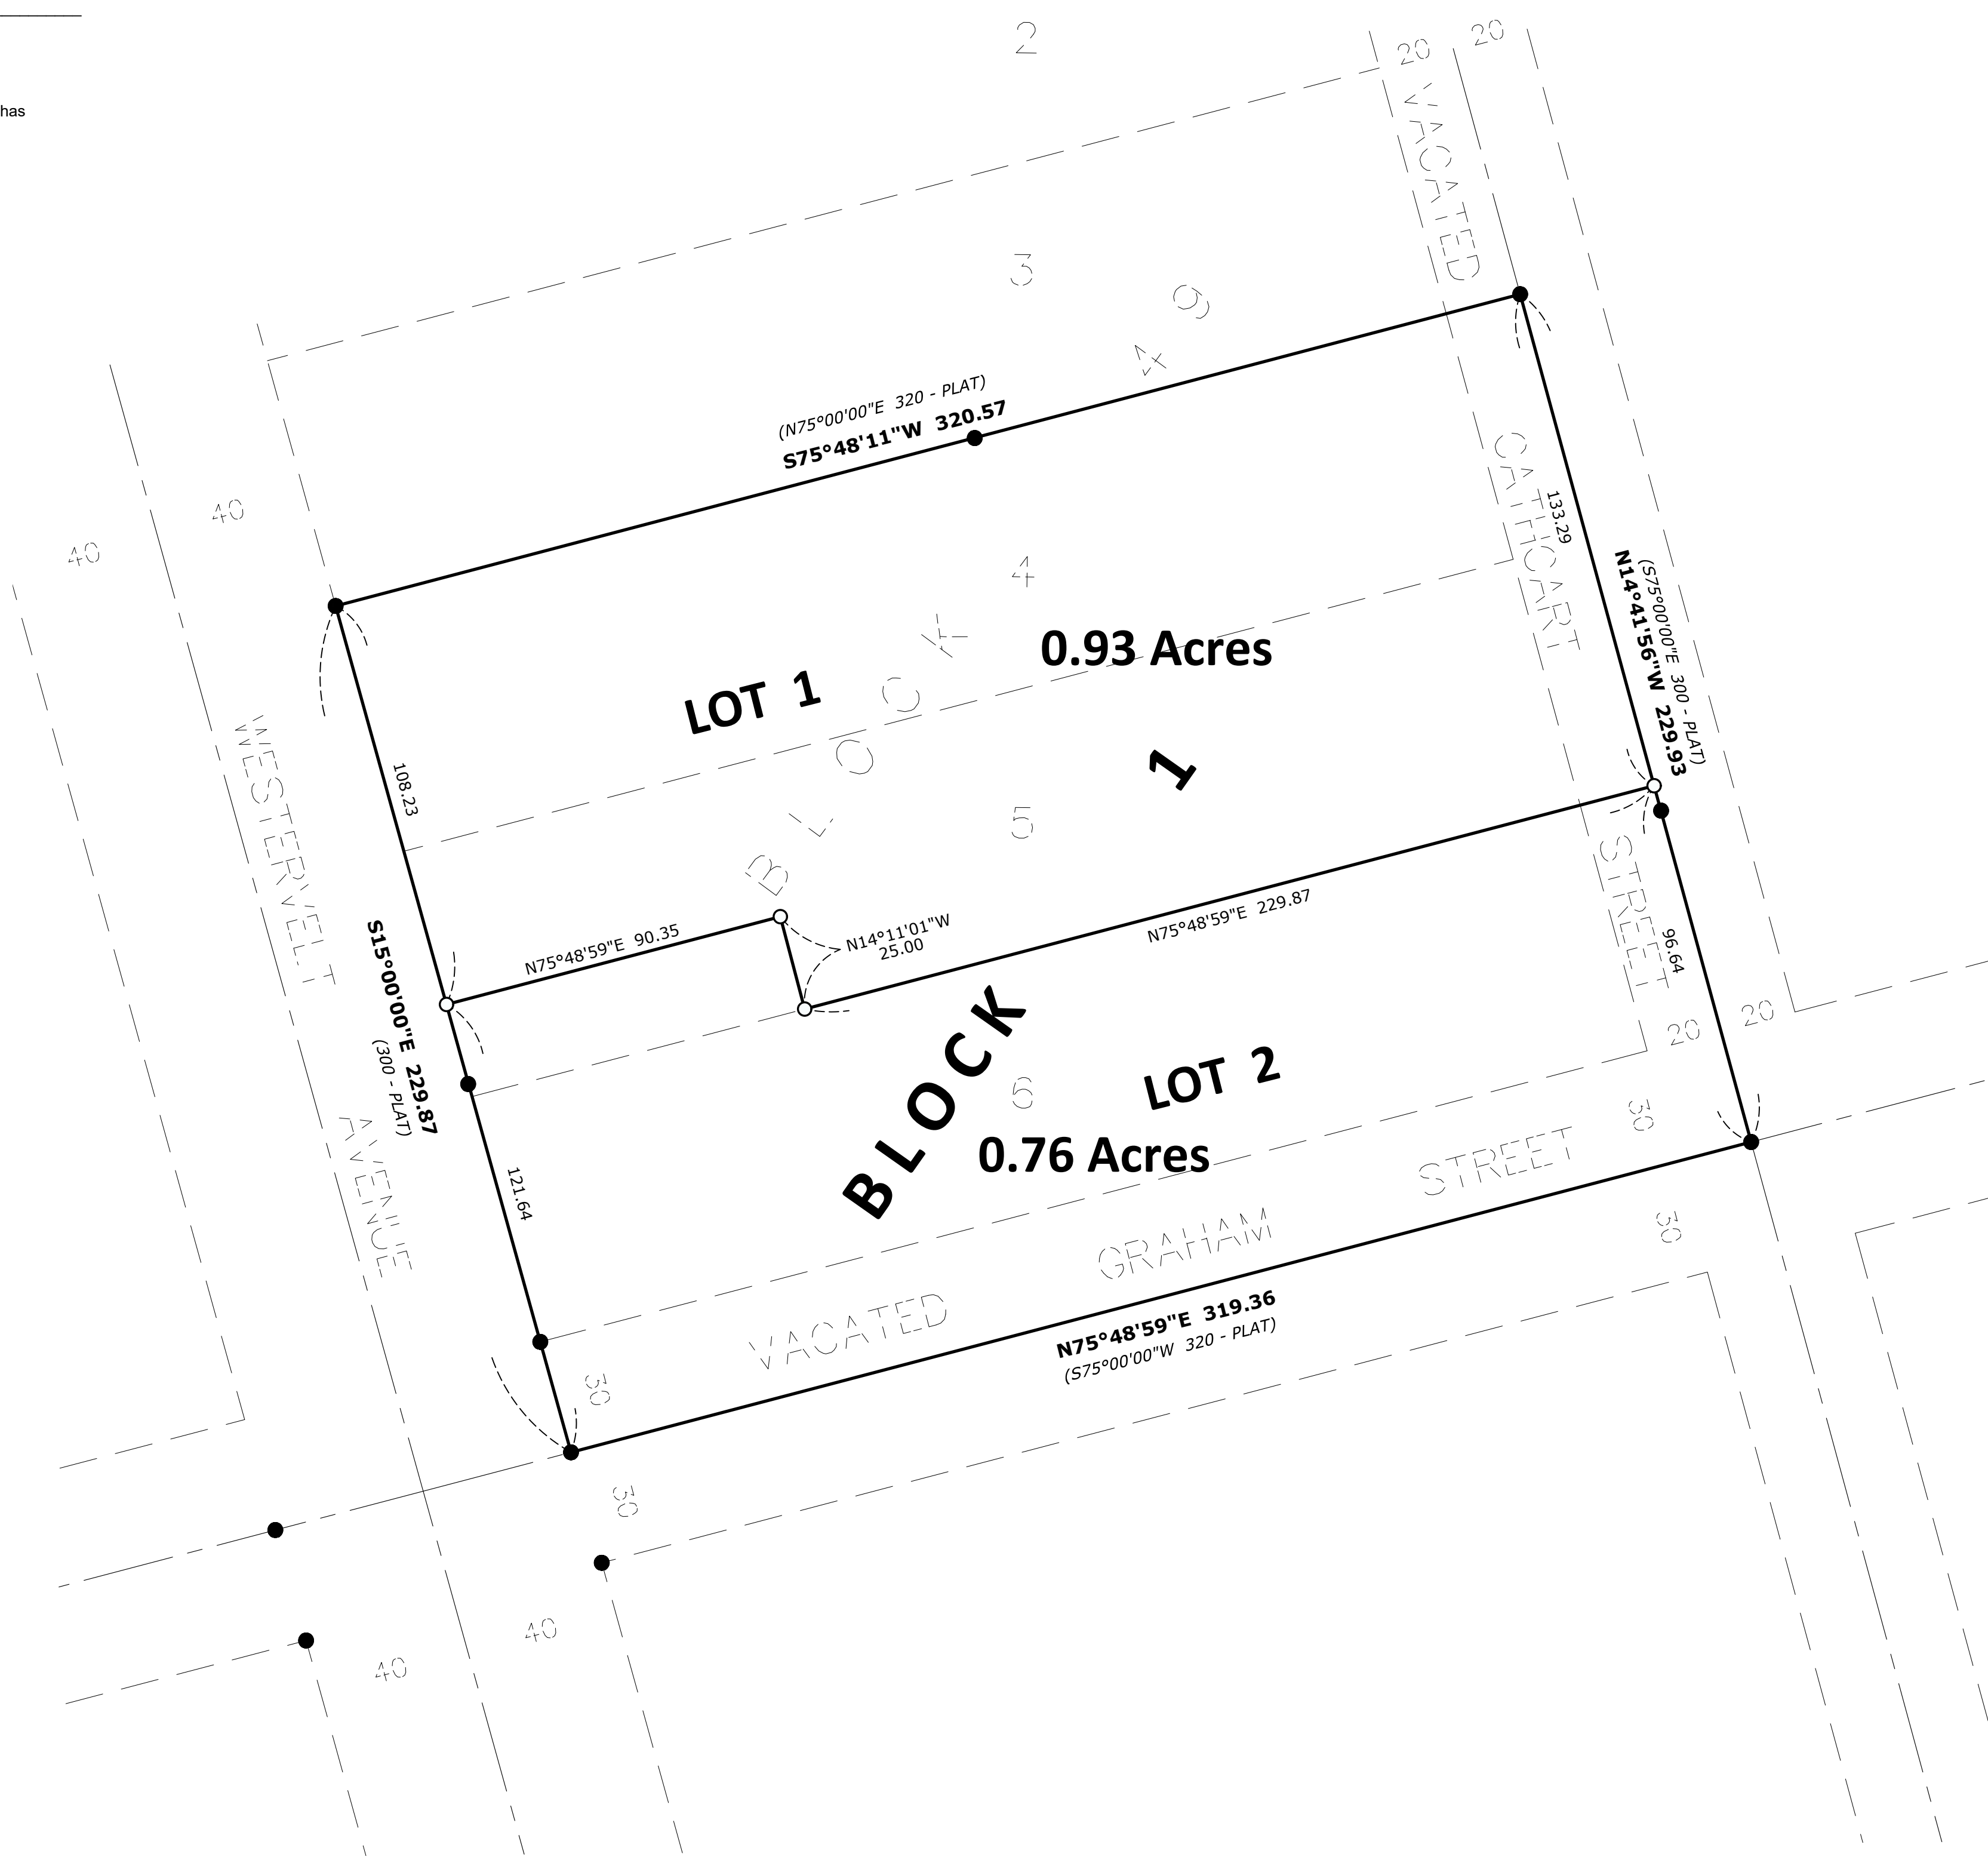 has
2
20
20
VACATED
3
9
4
(N75°00'00"E 320 - PLAT)
S75°48'11"W 320.57
40
40
CATHCART
133.29
4
N14°41'56"W 229.93
(S75°00'00"E 300 - PLAT)
0.93 Acres
LOT 1
BLOCK
1
108.23
WESTERVELT
5
STREET
N75°48'59"E 90.35
N14°11'01"W
25.00
N75°48'59"E 229.87
96.64
S15°00'00"E 229.87
(300 - PLAT)
20
20
BLOCK
6
LOT 2
0.76 Acres
30
121.64
AVENUE
VACATED GRAHAM STREET
30
N75°48'59"E 319.36
(S75°00'00"W 320 - PLAT)
30
30
40
40